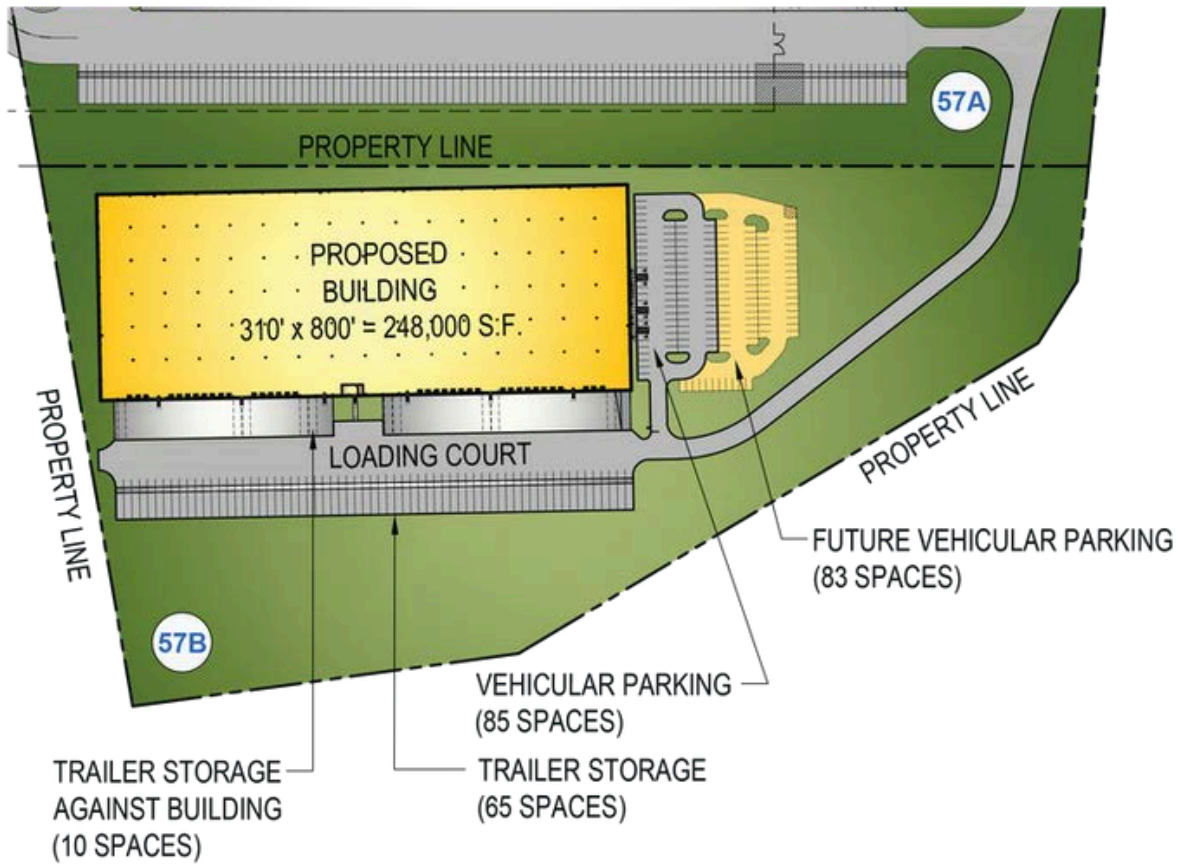 57A
PROPERTY LINE
PROPOSED
BUILDING
310' x 800' = 248,000 S.F.
PROPERTY LINE
LOADING COURT
PROPERTY LINE
FUTURE VEHICULAR PARKING
(83 SPACES)
57B
VEHICULAR PARKING
(85 SPACES)
TRAILER STORAGE
AGAINST BUILDING
(10 SPACES)
TRAILER STORAGE
(65 SPACES)